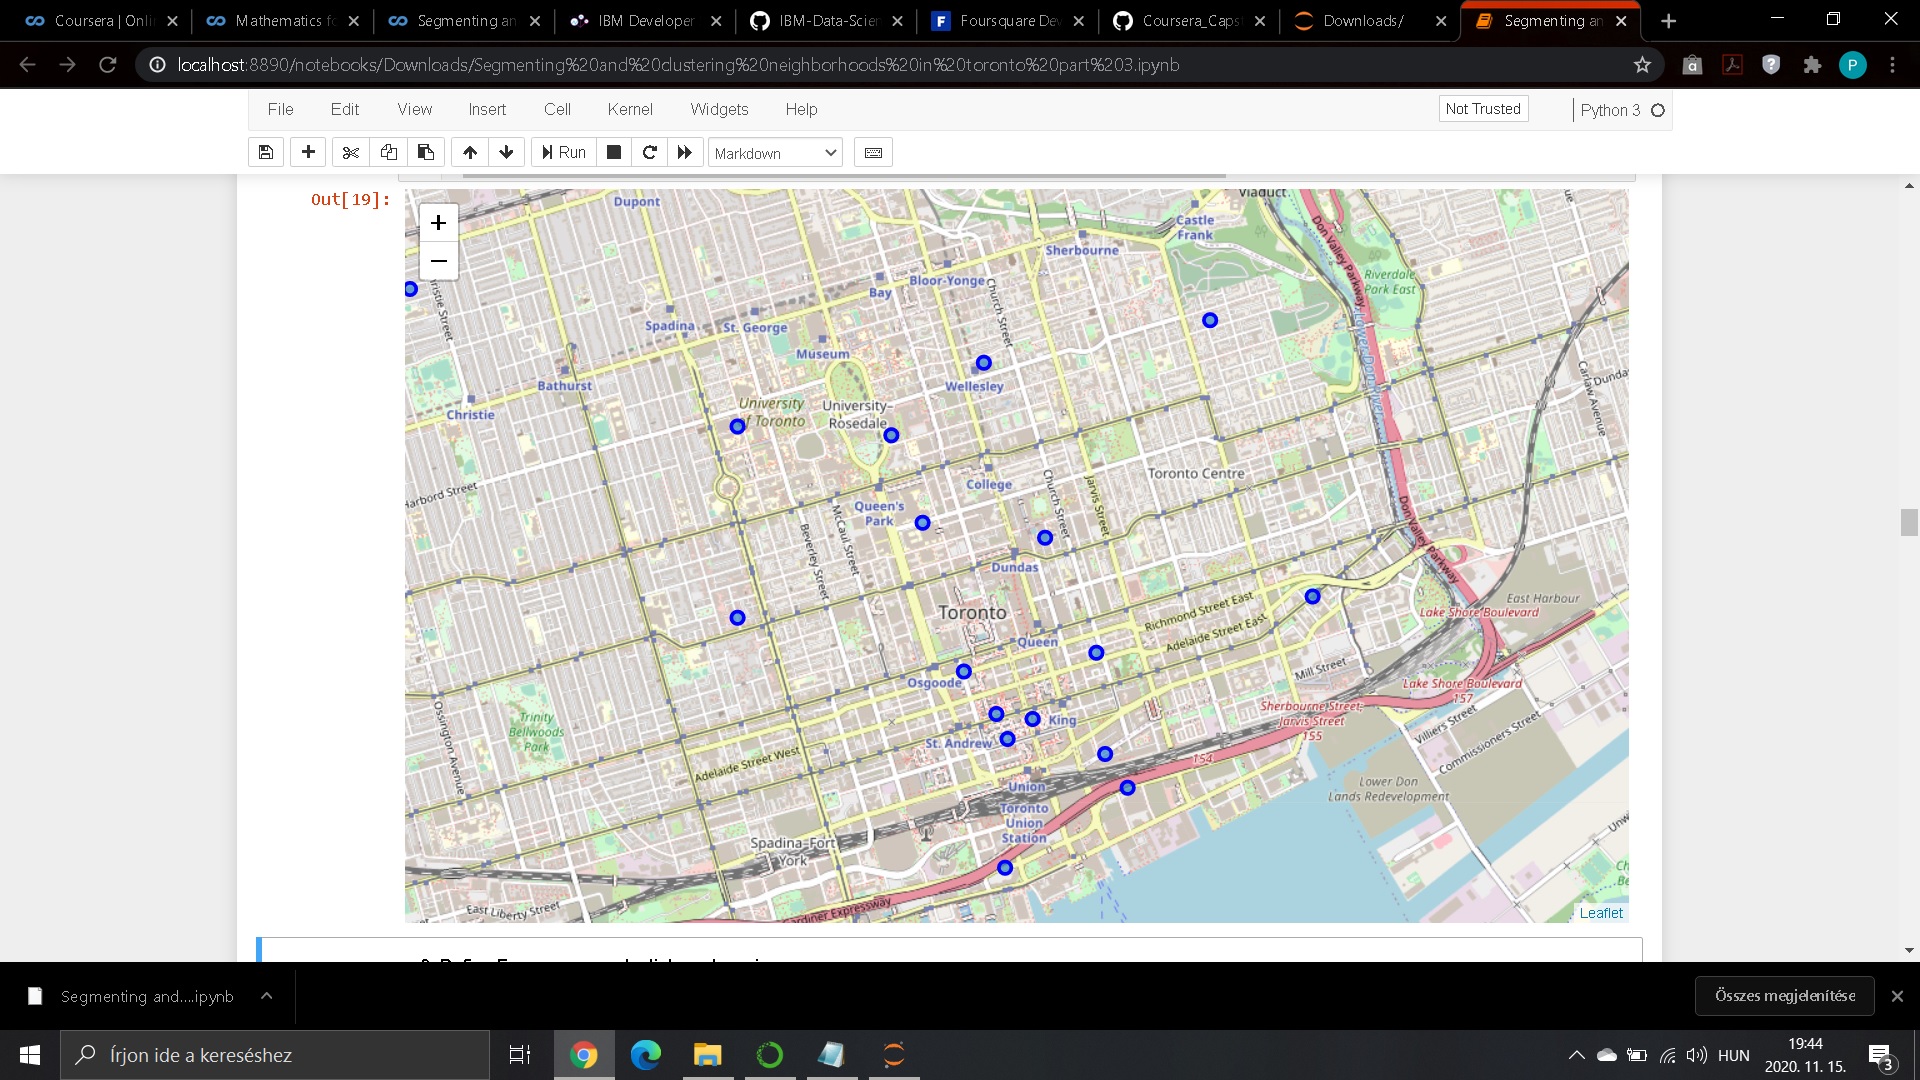 Coursera | Onli
Mathematics fo
Segmenting an
IBM Developer
IBM-Data-Scien
Foursquare Dev
Coursera_Caps
Downloads/
Segmenting an
localhost:8890/notebooks/Downloads/Segmenting%20and%20clustering%20neighborhoods%20in%20toronto%20part%203.ipynb
P
File Edit View Insert Cell Kernel Widgets Help
Not Trusted
Python 3
Run
Markdown
Out[19]:
+
−
Dupont
Viaduct
Castle
Frank
Sherbourne
Don Valley Parkway
Riverdale
Park East
Bloor-Yonge
Bay
Church Street
ristie Street
Spadina
St. George
Museum
Lower Don River
Wellesley
Bathurst
Christie
University
of Toronto
University–
Rosedale
Carlaw Avenue
Dunda
Toronto Centre
College
Church Street
Jarvis Street
Harbord Street
Queen's
Park
McCaul Street
Beverley Street
Don Valley Parkway
Dundas
Toronto
Richmond Street East
Adelaide Street East
East Harbour
Lake Shore Boulevard
Queen
Mill Street
Osgoode
Lake Shore Boulevard
157
Ossington Avenue
Trinity
Bellwoods
Park
King
St. Andrew
Sherbourne Street,
Jarvis Street
155
Villiers Street
Commissioners Street
Adelaide Street West
154
Union
Toronto
Union
Station
Lower Don
Lands Redevelopment
Spadina–Fort
York
East Liberty Street
Gardiner Expressway
Unw
Ch
Be
Leaflet
Segmenting and....ipynb
Összes megjelenítése
Írjon ide a kereséshez
HUN
19:44
2020. 11. 15.
3